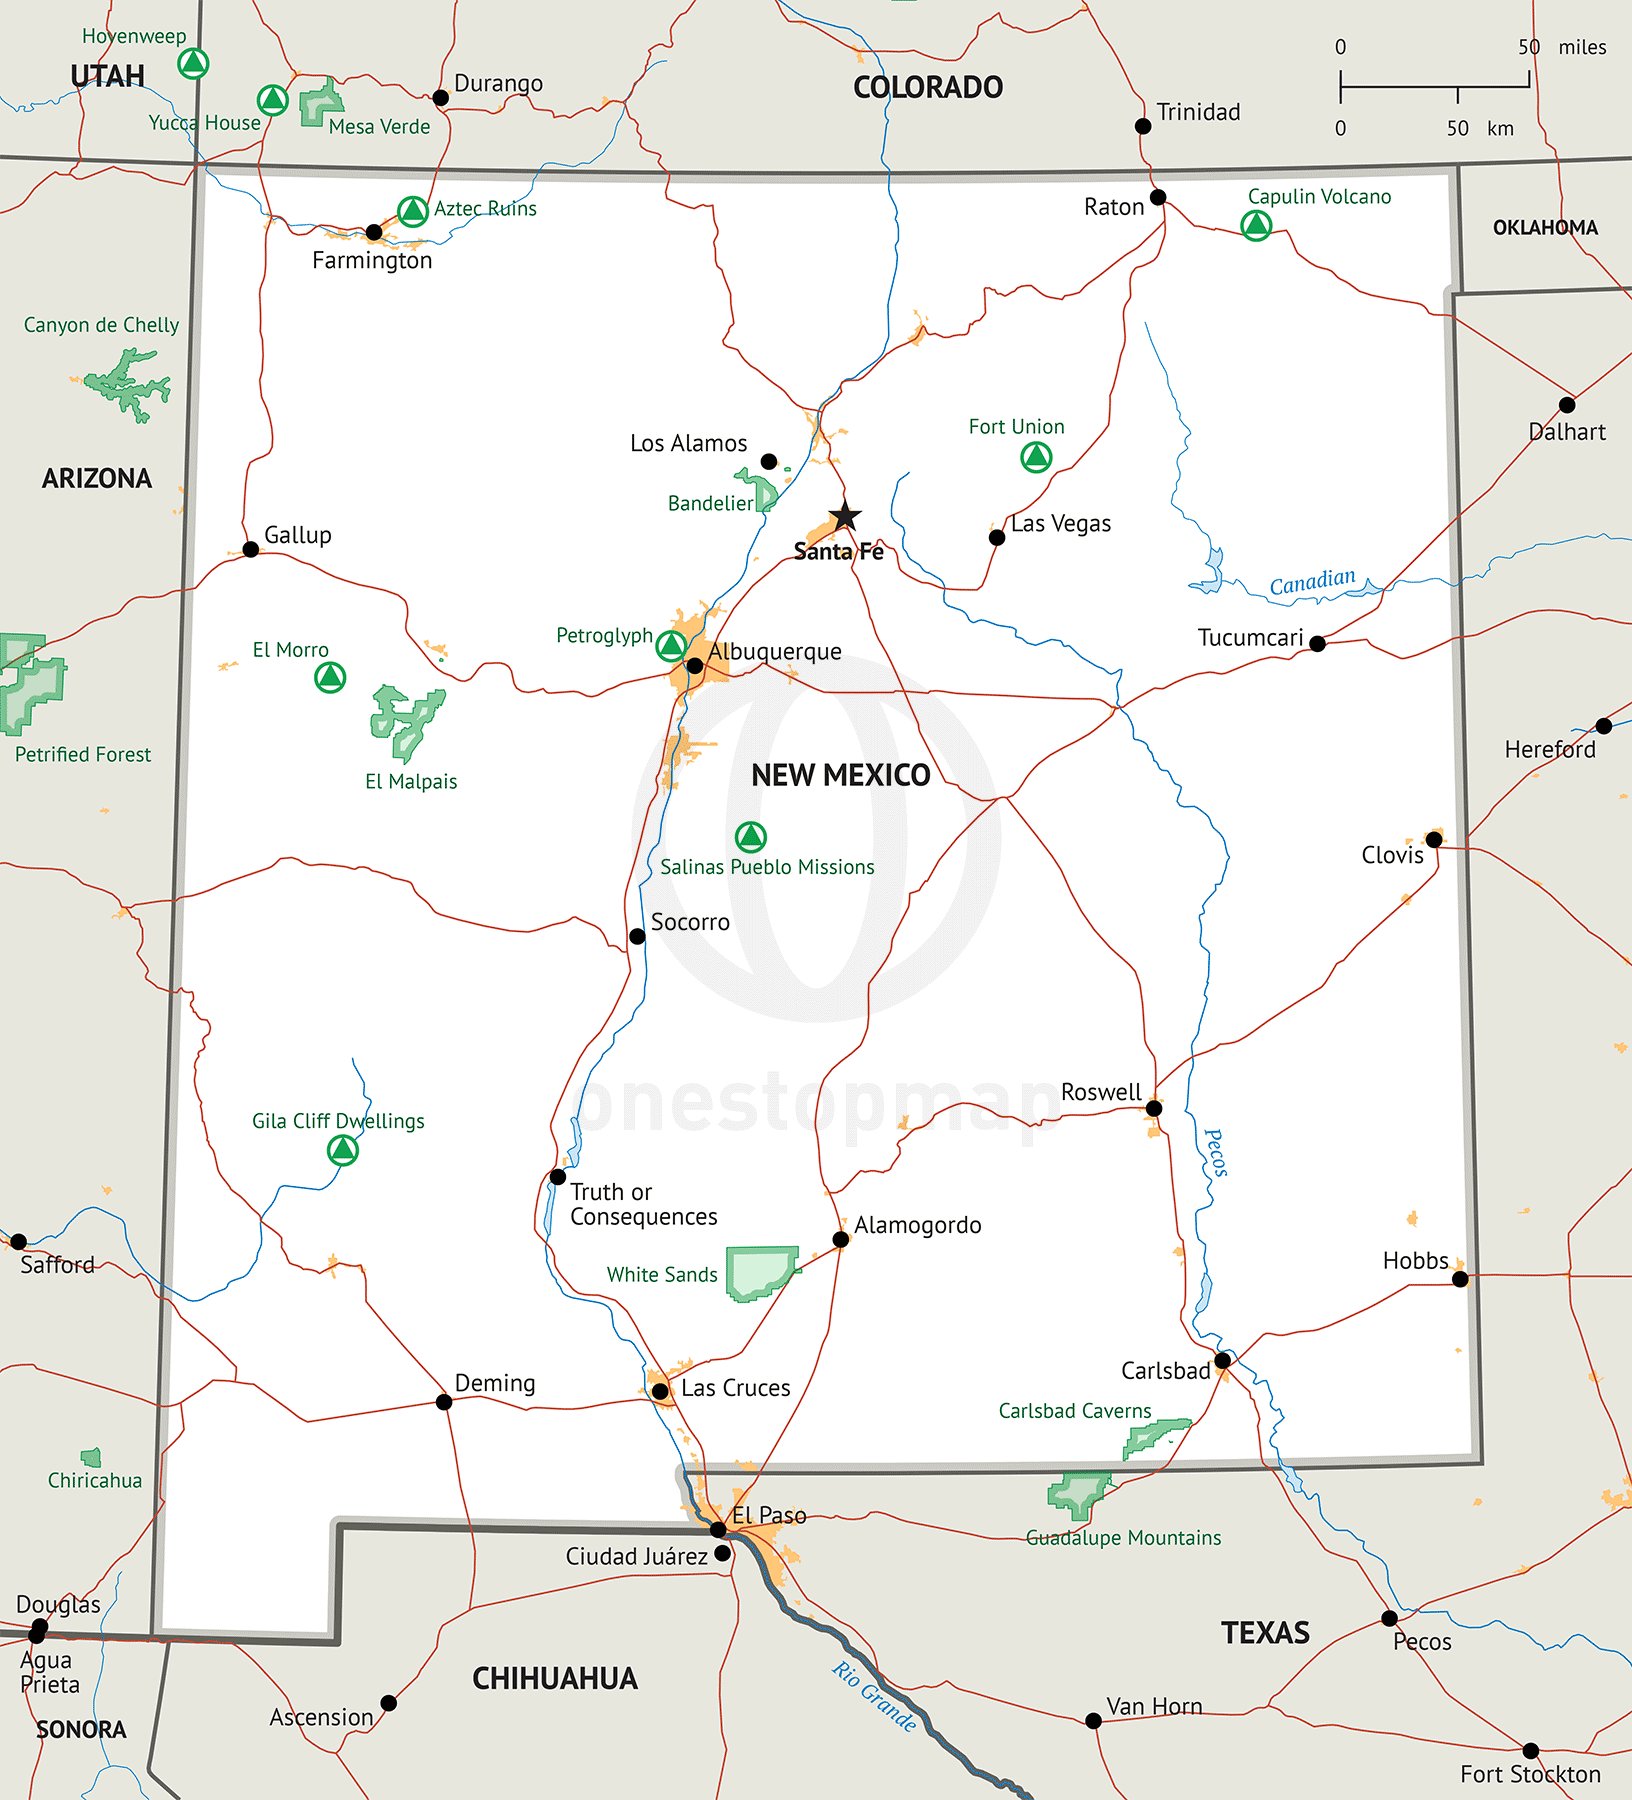 Hovenweep
UTAH
Durango
COLORADO
0 50 miles
0 50 km
Yucca House
Mesa Verde
Trinidad
Aztec Ruins
Raton
Capulin Volcano
OKLAHOMA
Farmington
Canyon de Chelly
Dalhart
Los Alamos
Fort Union
ARIZONA
Bandelier
Las Vegas
Gallup
Santa Fe
Canadian
Petroglyph
Tucumcari
El Morro
Albuquerque
Petrified Forest
El Malpais
NEW MEXICO
Hereford
Clovis
Salinas Pueblo Missions
Socorro
onestopmap
Roswell
Gila Cliff Dwellings
Pecos
Truth or
Consequences
Alamogordo
Safford
White Sands
Hobbs
Deming
Las Cruces
Carlsbad
Carlsbad Caverns
Chiricahua
El Paso
Guadalupe Mountains
Ciudad Juárez
Douglas
TEXAS
Pecos
Agua
Prieta
CHIHUAHUA
Rio Grande
Van Horn
Ascension
SONORA
Fort Stockton